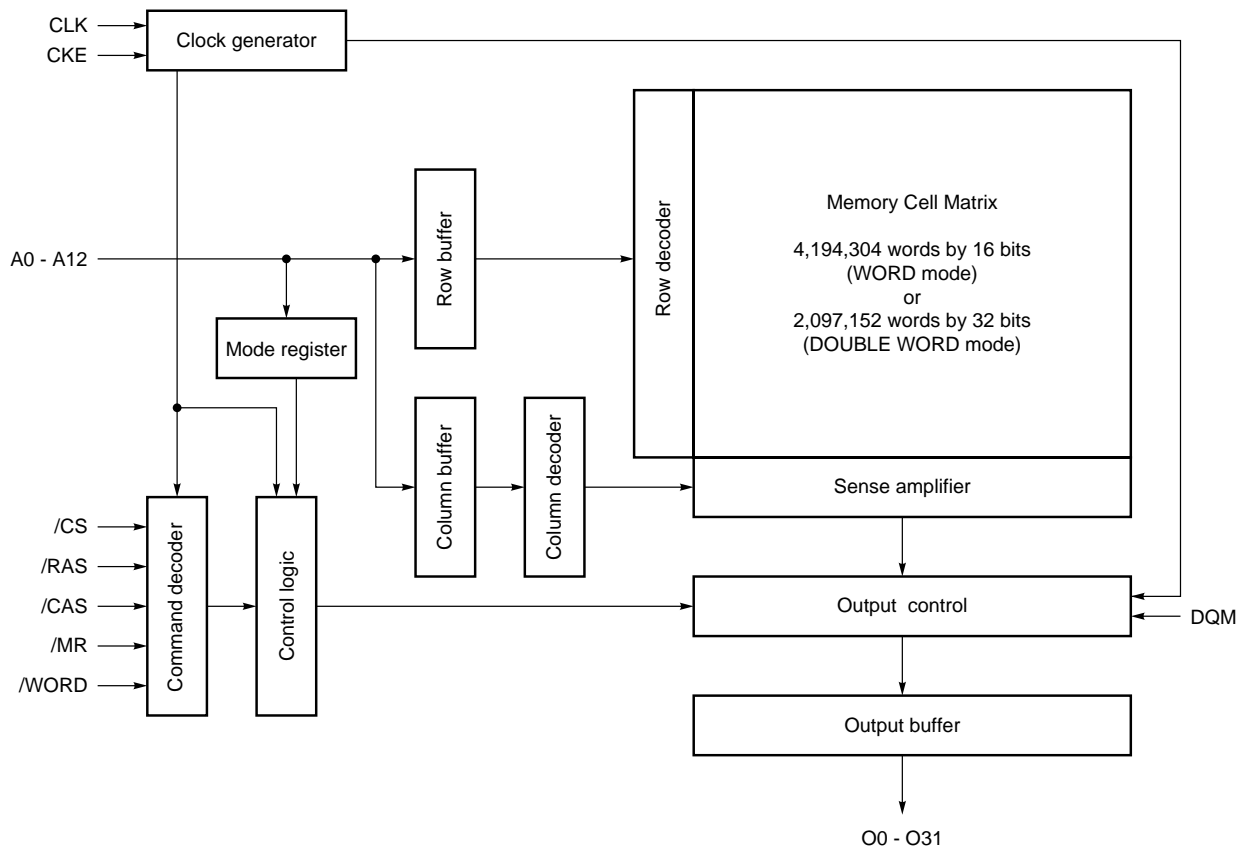 CLK
CKE
Clock generator
A0 - A12
Mode register
Row buffer
Row decoder
Memory Cell Matrix
4,194,304 words by 16 bits
(WORD mode)
or
2,097,152 words by 32 bits
(DOUBLE WORD mode)
Column buffer
Column decoder
Sense amplifier
/CS
/RAS
/CAS
/MR
/WORD
Command decoder
Control logic
Output control
DQM
Output buffer
O0 - O31